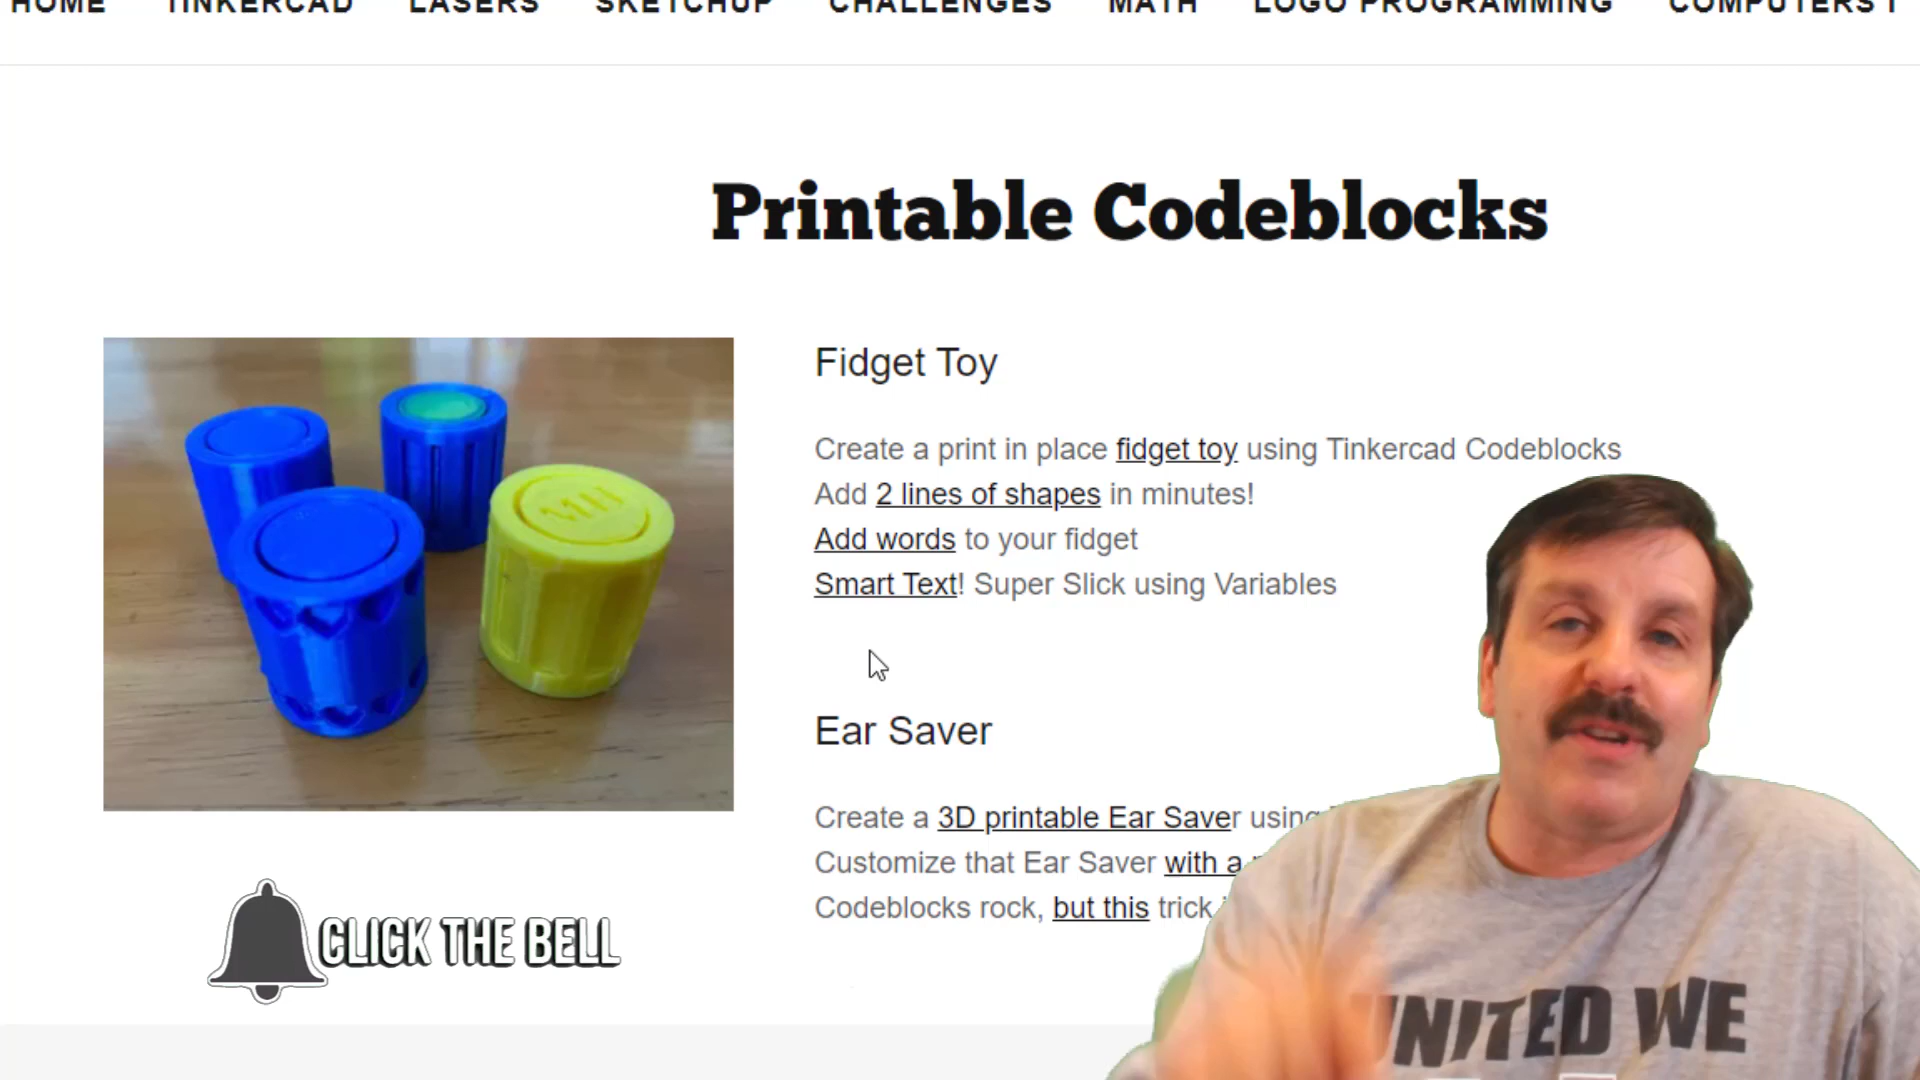 HOME TINKERCAD LASERS SKETCHUP CHALLENGES MATH LOGO PROGRAMMING COMPUTERS
Printable Codeblocks
Fidget Toy
Create a print in place fidget toy using Tinkercad Codeblocks
Add 2 lines of shapes in minutes!
Add words to your fidget
Smart Text! Super Slick using Variables
MH
Ear Saver
Create a 3D printable Ear Saver using
Customize that Ear Saver with a
Codeblocks rock, but this trick
CLICK THE BELL
UNITED WE